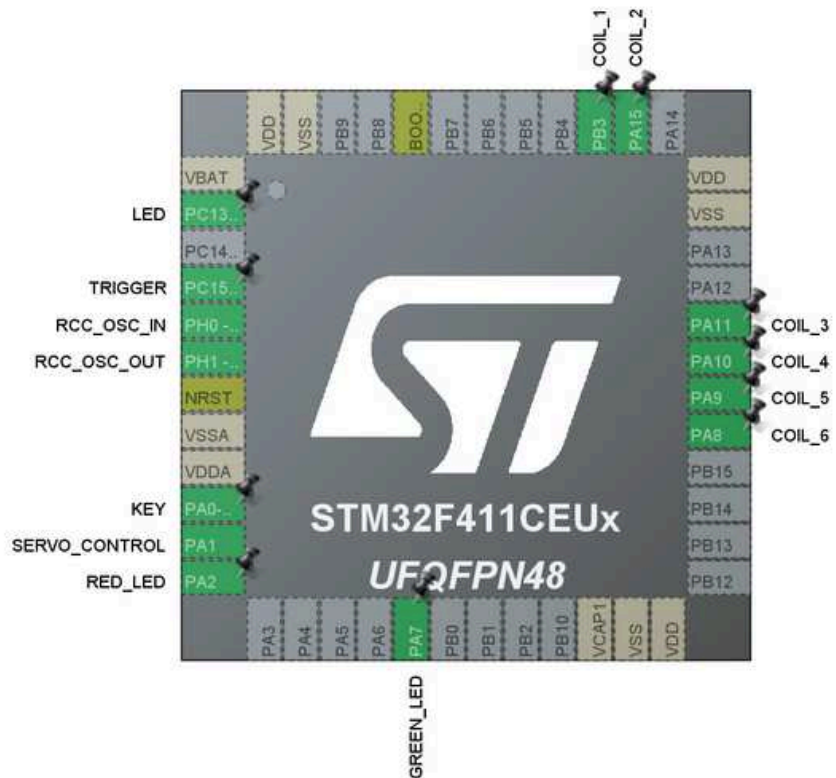 COIL_1
COIL_2
VDD
VSS
PB9
PB8
BOO..
PB7
PB6
PB5
PB4
PB3
PA15
PA14
VBAT
LED PC13..
PC14..
TRIGGER PC15..
RCC_OSC_IN PH0 -..
RCC_OSC_OUT PH1 -..
NRST
VSSA
VDDA
KEY PA0-..
SERVO_CONTROL PA1
RED_LED PA2
STM32F411CEUx
UFQFPN48
VDD
VSS
PA13
PA12
PA11 COIL_3
PA10 COIL_4
PA9 COIL_5
PA8 COIL_6
PB15
PB14
PB13
PB12
PA3
PA4
PA5
PA6
PA7
PB0
PB1
PB2
PB10
VCAP1
VSS
VDD
GREEN_LED